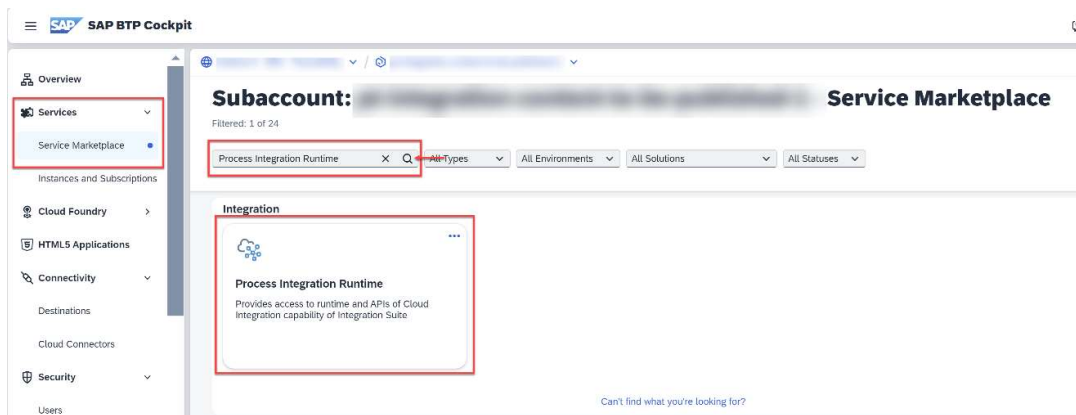 SAP SAP BTP Cockpit
Overview
Services
Service Marketplace
Instances and Subscriptions
Cloud Foundry
HTML5 Applications
Connectivity
Destinations
Cloud Connectors
Security
Users
/
Subaccount: - Service Marketplace
Filtered: 1 of 24
Process Integration Runtime All Types All Environments All Solutions All Statuses
Integration
Process Integration Runtime
Provides access to runtime and APIs of Cloud
Integration capability of Integration Suite
Can't find what you're looking for?